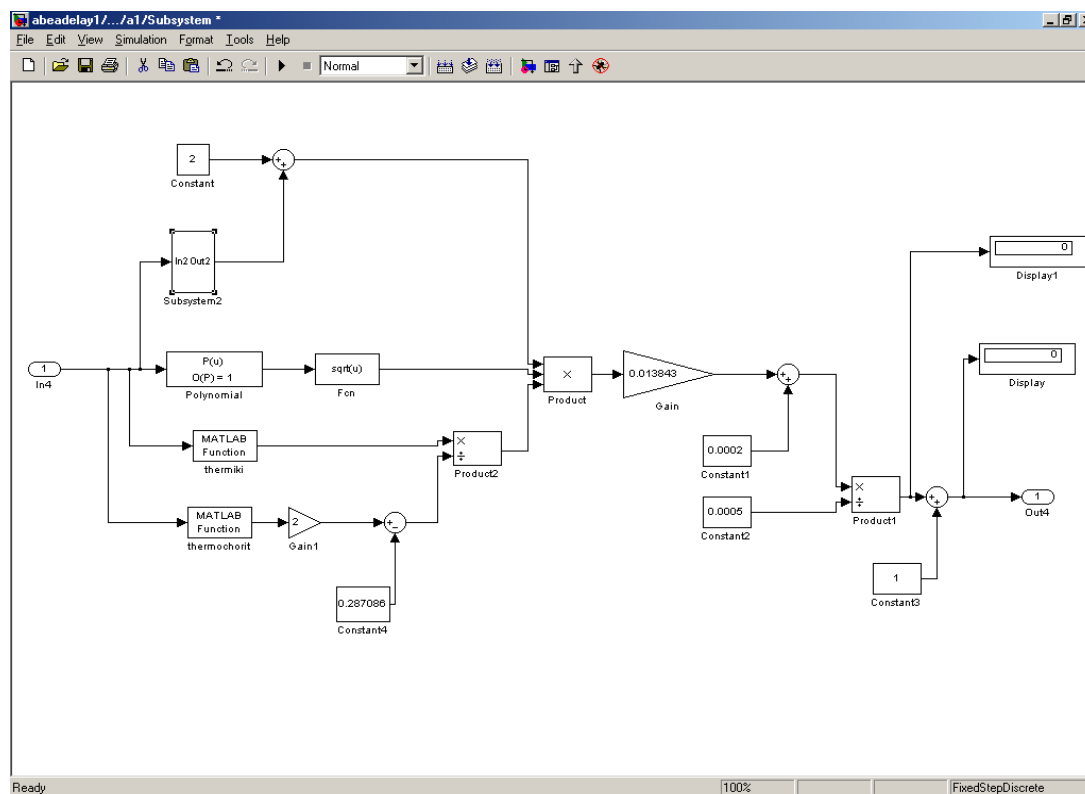 abeadelay1/.../a1/Subsystem *
File Edit View Simulation Format Tools Help
Normal
2
Constant
In2 Out2
Subsystem2
1
In4
P(u)
O(P) = 1
Polynomial
sqrt(u)
Fcn
MATLAB
Function
thermiki
MATLAB
Function
thermochorit
2
Gain1
0.287086
Constant4
Product2
Product
0.013843
Gain
0.0002
Constant1
0.0005
Constant2
Product1
1
Constant3
0
Display1
0
Display
1
Out4
Ready
100%
FixedStepDiscrete